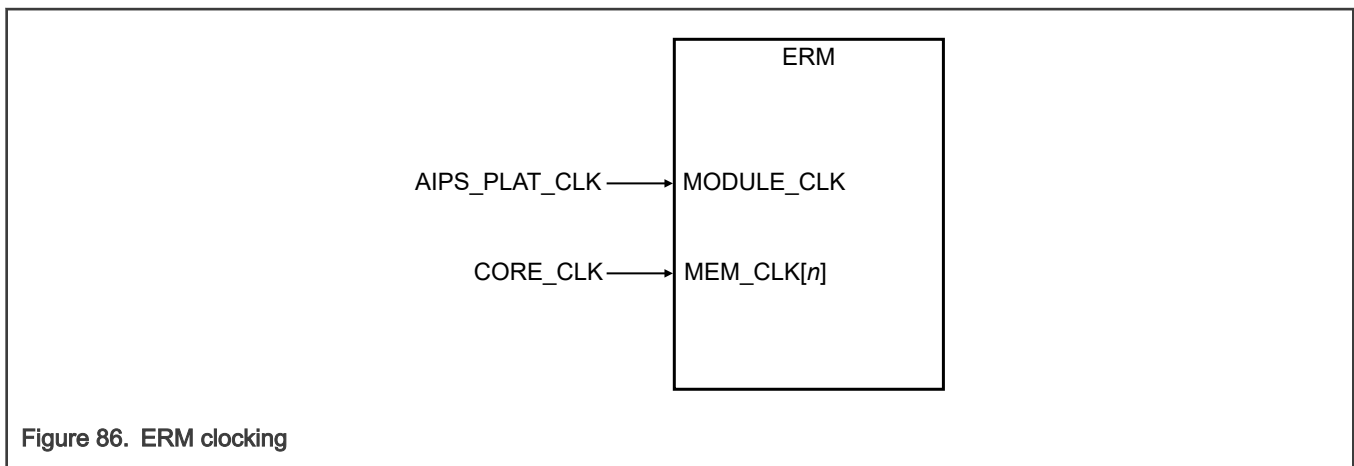 ERM
AIPS_PLAT_CLK MODULE_CLK
CORE_CLK MEM_CLK[n]
Figure 86. ERM clocking